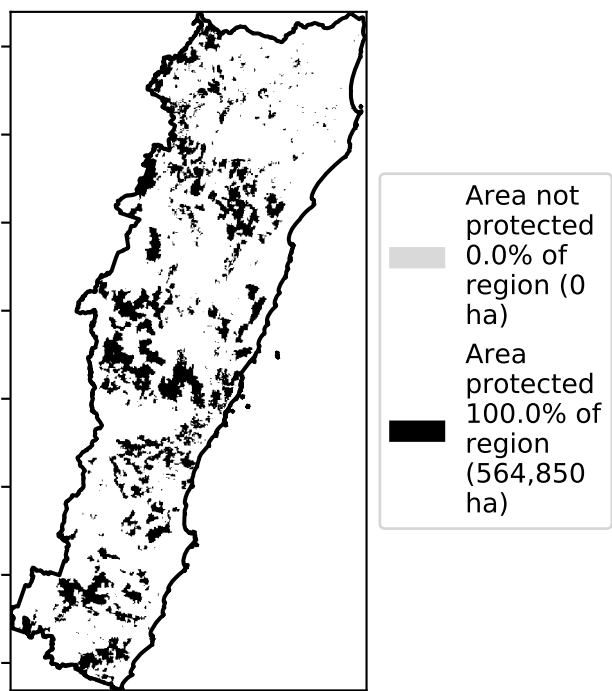 Area not
protected
0.0% of
region (0
ha)
Area
protected
100.0% of
region
(564,850
ha)